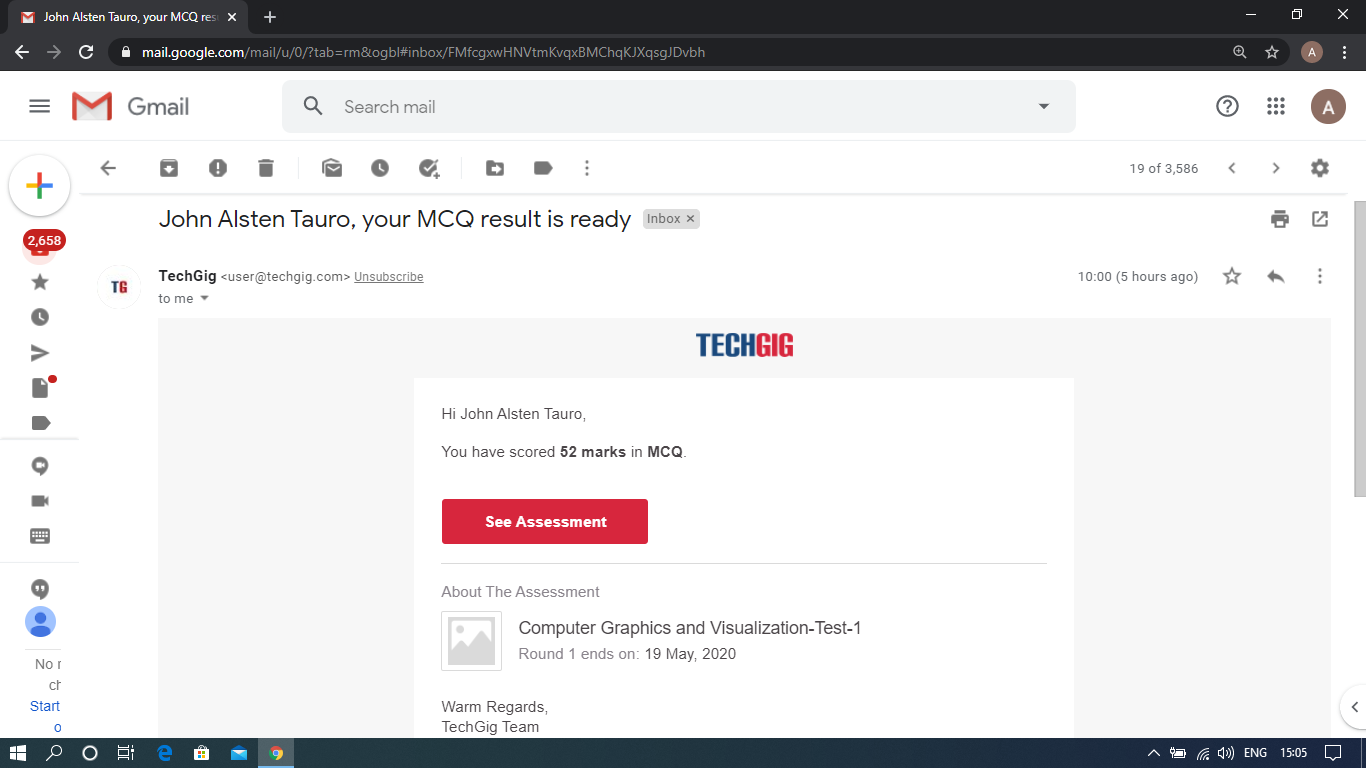 John Alsten Tauro, your MCQ res
mail.google.com/mail/u/0/?tab=rm&ogbl#inbox/FMfcgxwHNVtmKvqxBMChqKJXqsgJDvbh
A
Gmail
Search mail
A
19 of 3,586
John Alsten Tauro, your MCQ result is ready
Inbox
2,658
TG
TechGig <user@techgig.com> Unsubscribe
10:00 (5 hours ago)
to me
TECHGIG
Hi John Alsten Tauro,
You have scored 52 marks in MCQ.
See Assessment
About The Assessment
Computer Graphics and Visualization-Test-1
Round 1 ends on: 19 May, 2020
No r
ch
Start
o
Warm Regards,
TechGig Team
ENG
15:05